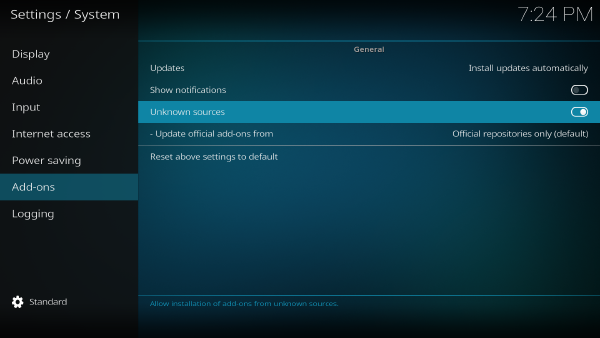 Settings / System
7:24 PM
Display
Audio
Input
Internet access
Power saving
Add-ons
Logging
Standard
General
Updates Install updates automatically
Show notifications
Unknown sources
- Update official add-ons from Official repositories only (default)
Reset above settings to default
Allow installation of add-ons from unknown sources.